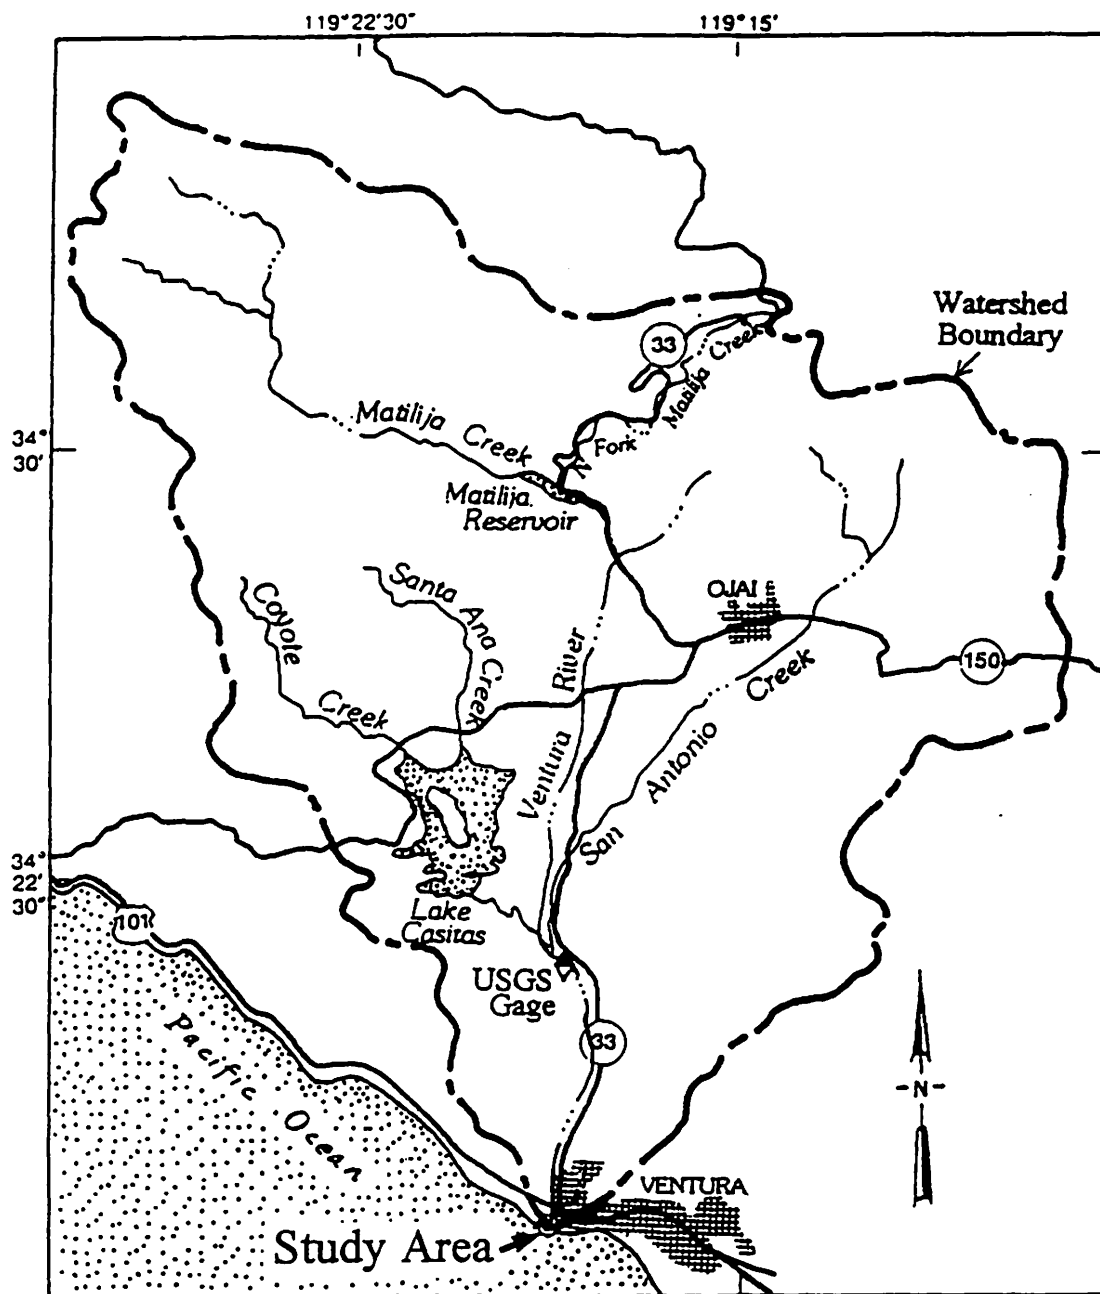 119°22'30"
119°15'
Watershed
Boundary
33
Matilija Creek
N. Fork
34°
30'
Matilija Creek
Matilija
Reservoir
Santa Ana Creek
Coyote
Creek
OJAI
150
Ventura River
San Antonio Creek
34°
22'
30"
101
Lake
Casitas
USGS
Gage
33
-N-
Pacific Ocean
VENTURA
Study Area